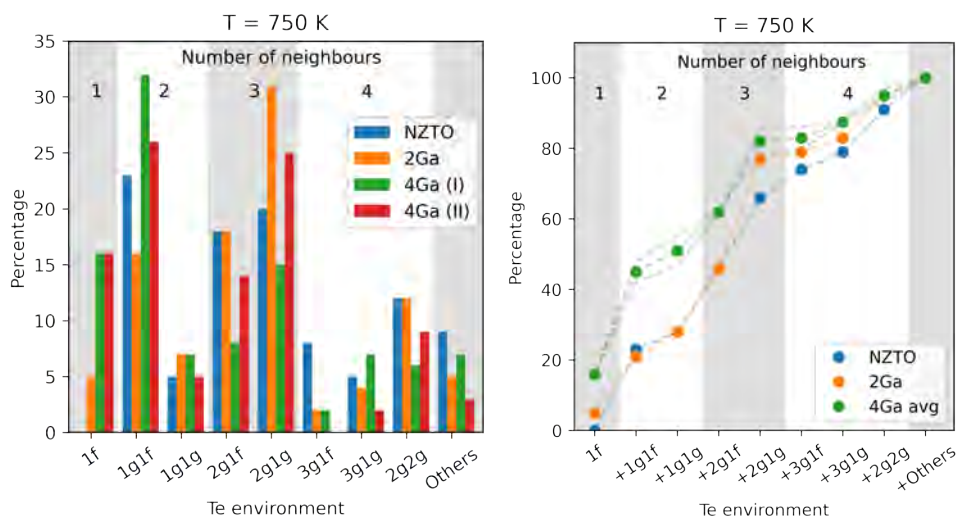 T = 750 K
Number of neighbours
1
2
3
4
NZTO
2Ga
4Ga (I)
4Ga (II)
Percentage
35
30
25
20
15
10
5
0
1f
1g1f
1g1g
2g1f
2g1g
3g1f
3g1g
2g2g
Others
Te environment
T = 750 K
Number of neighbours
1
2
3
4
NZTO
2Ga
4Ga avg
Percentage
100
80
60
40
20
0
1f
+1g1f
+1g1g
+2g1f
+2g1g
+3g1f
+3g1g
+2g2g
+Others
Te environment